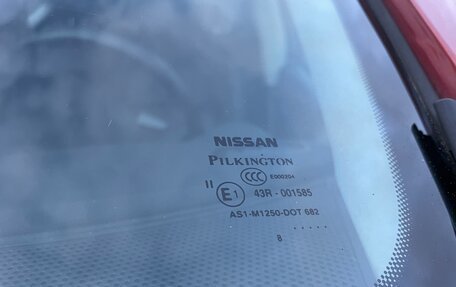 NISSAN
PILKINGTON
CCC E000204
II E1 43R - 001585
AS1-M1250-DOT 682
8 .....